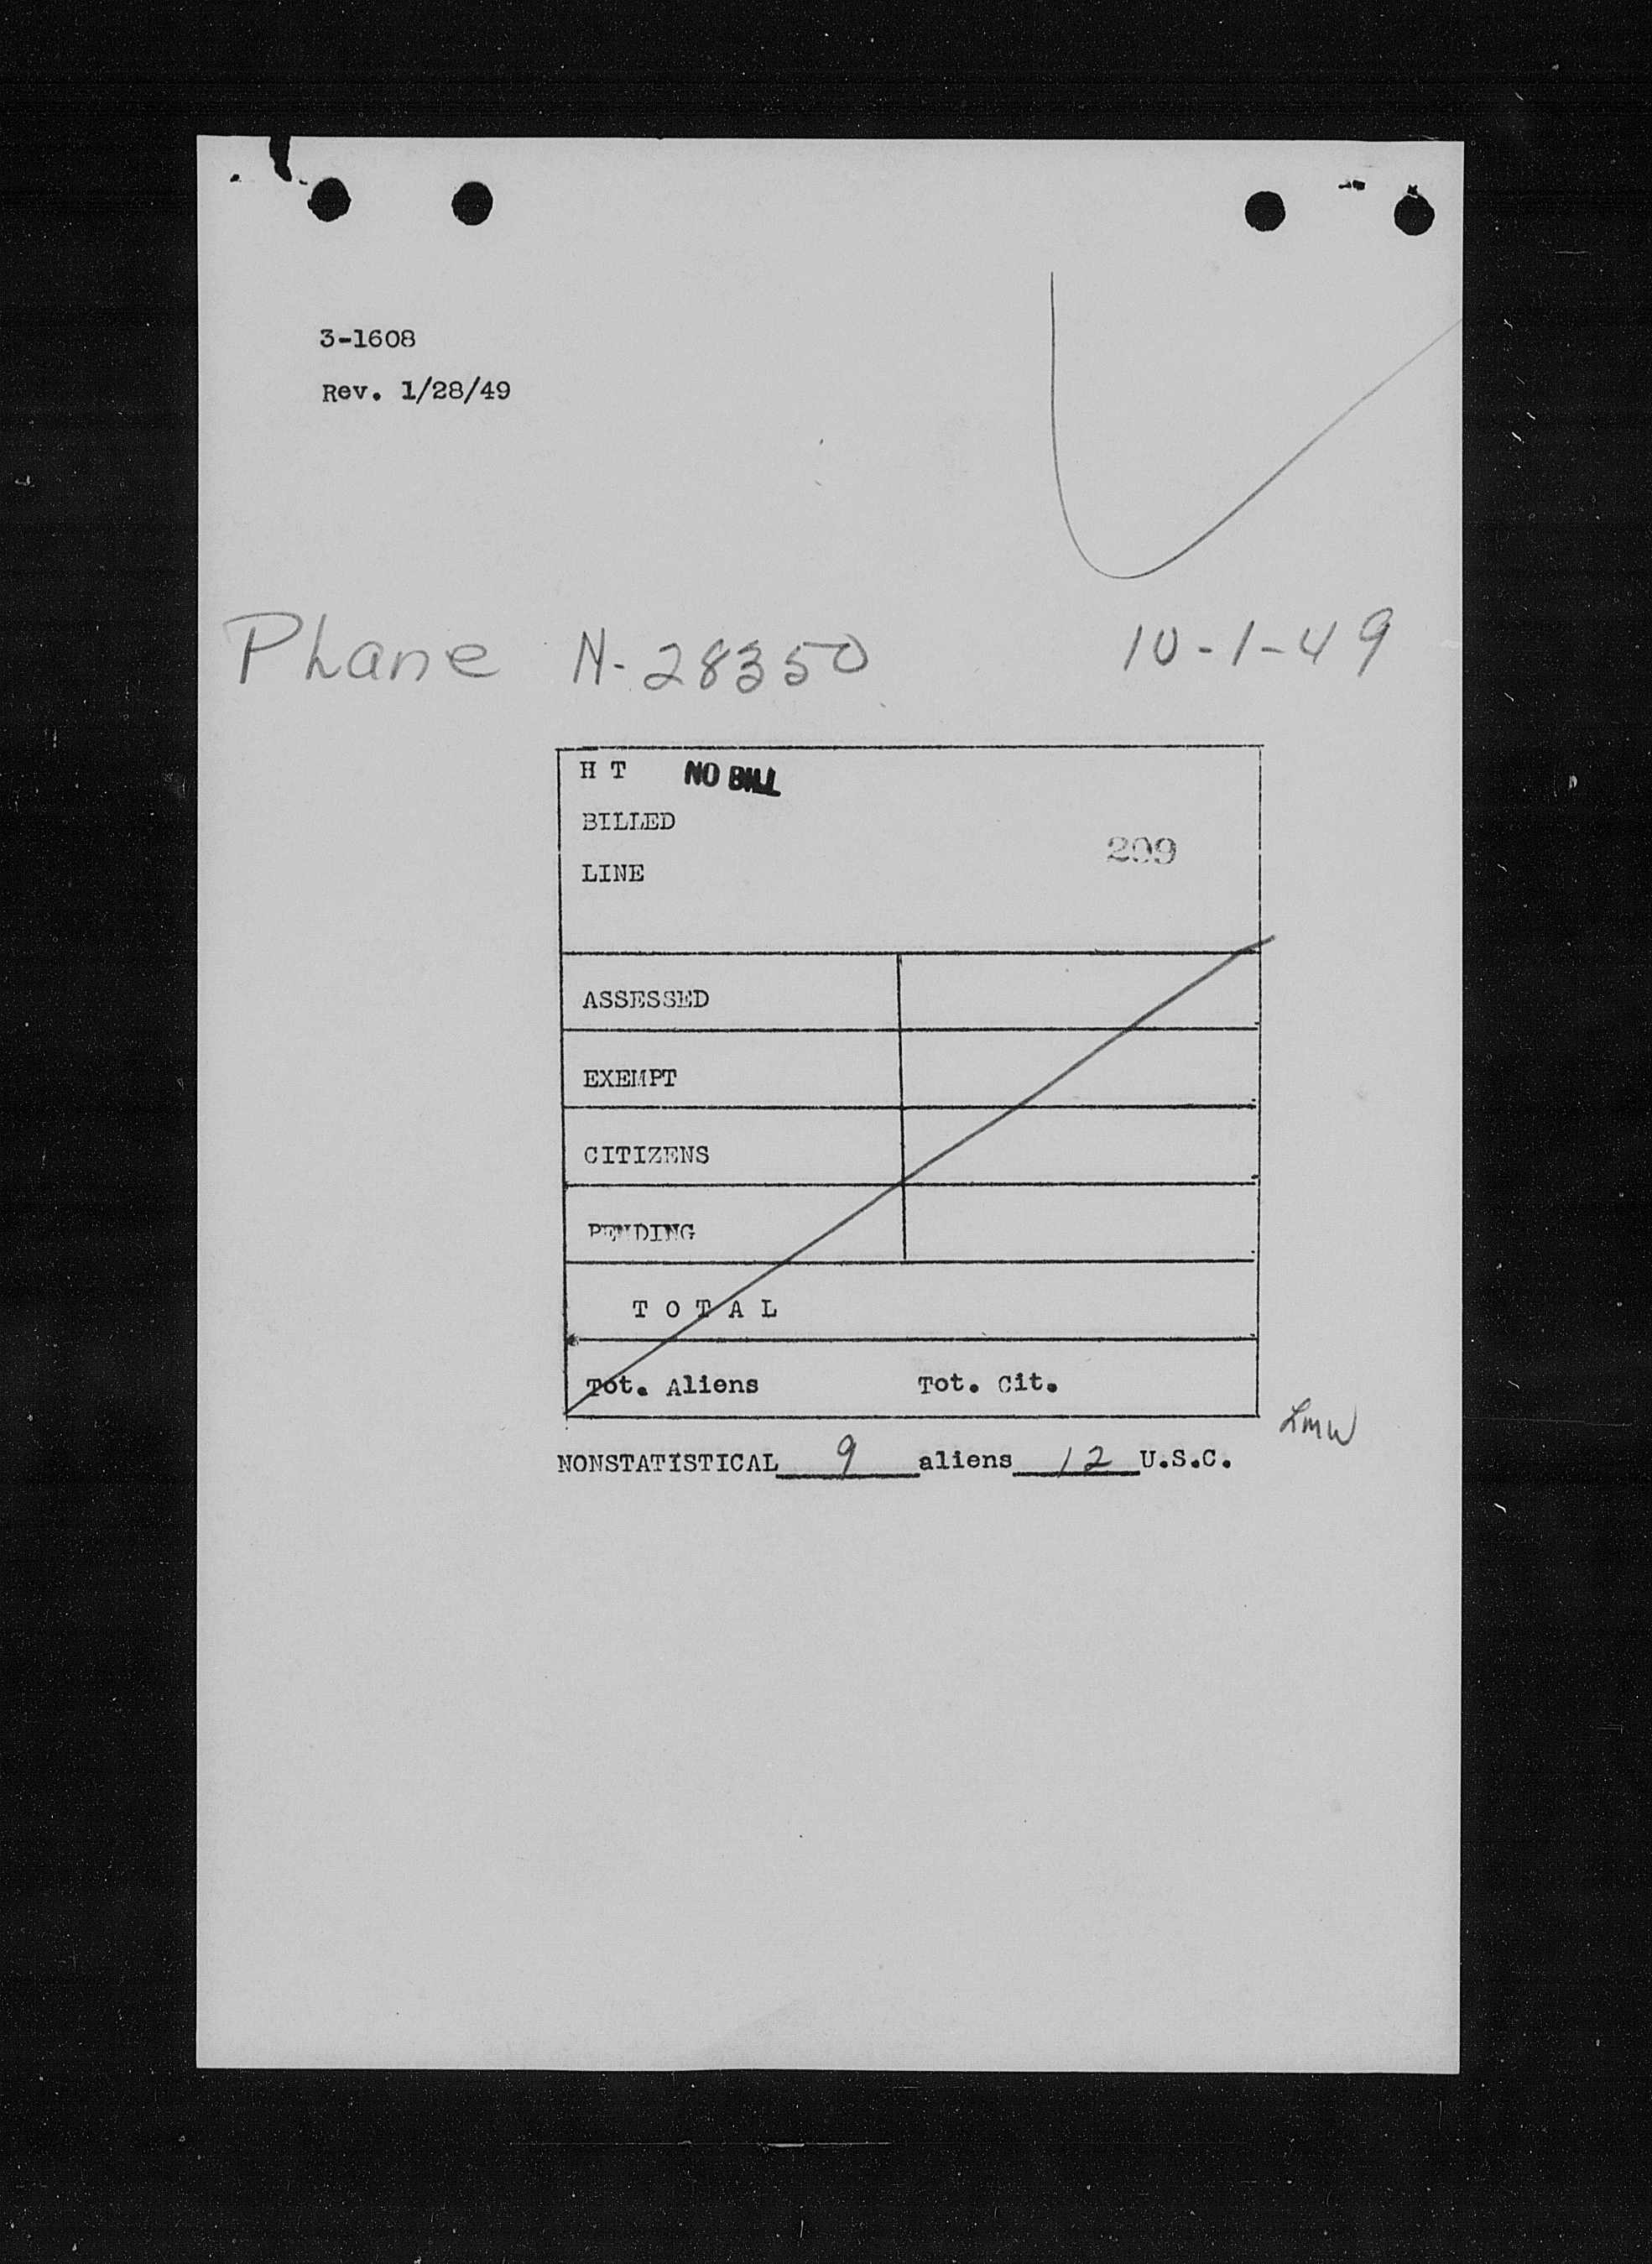 3-1608
Rev. 1/28/49
Phane N-28350 10-1-49
H T NO BILL
BILLED
209
LINE
ASSESSED
EXEMPT
CITIZENS
PENDING
T O T A L
Tot. Aliens Tot. Cit.
LMW
NONSTATISTICAL 9 aliens 12 U.S.C.